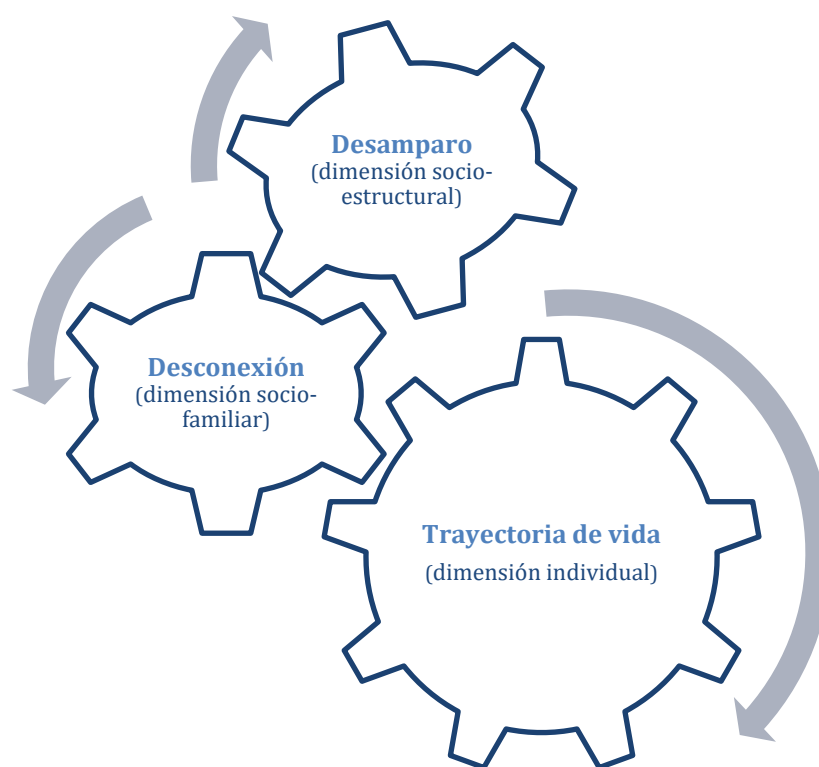 Desamparo
(dimensión socio-
estructural)
Desconexión
(dimensión socio-
familiar)
Trayectoria de vida
(dimensión individual)